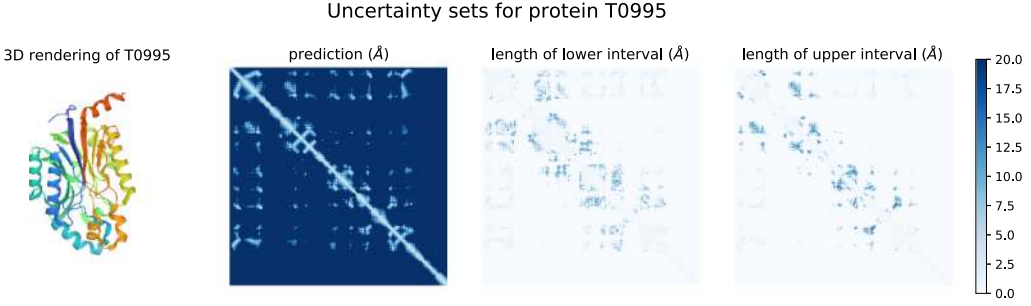 Uncertainty sets for protein T0995
3D rendering of T0995
prediction (Å)
length of lower interval (Å)
length of upper interval (Å)
20.0
17.5
15.0
12.5
10.0
7.5
5.0
2.5
0.0